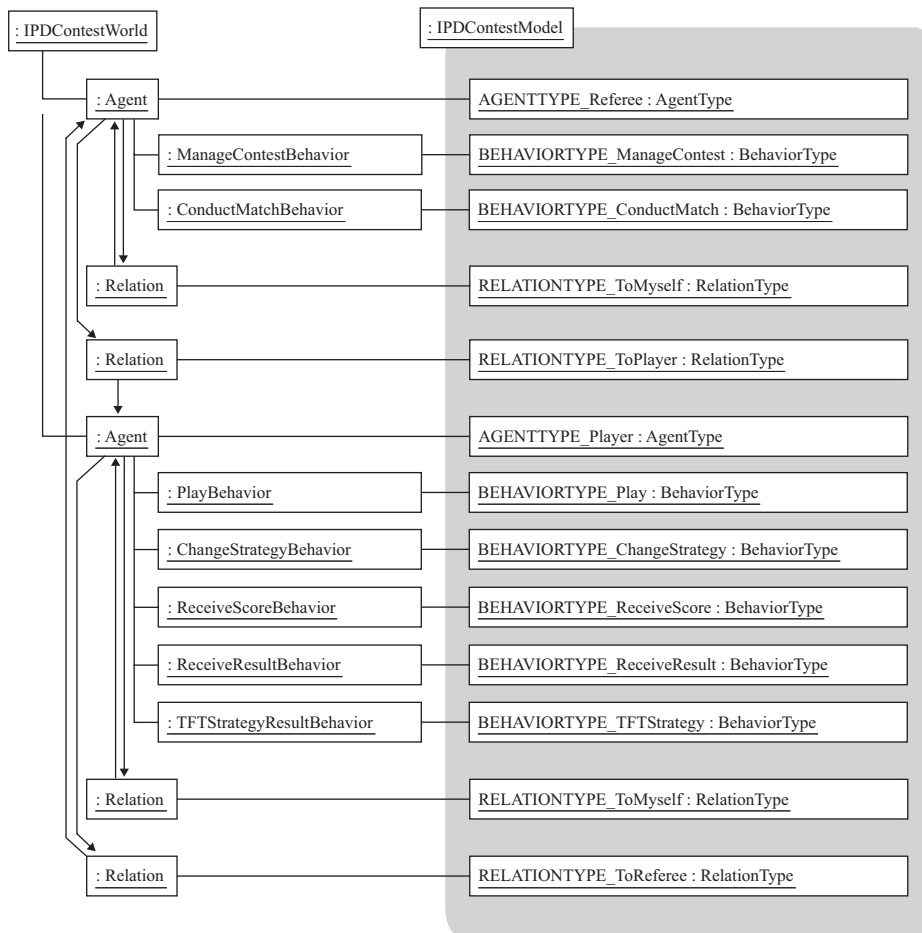 : IPDContestWorld
: IPDContestModel
: Agent
AGENTTYPE_Referee : AgentType
: ManageContestBehavior
BEHAVIORTYPE_ManageContest : BehaviorType
: ConductMatchBehavior
BEHAVIORTYPE_ConductMatch : BehaviorType
: Relation
RELATIONTYPE_ToMyself : RelationType
: Relation
RELATIONTYPE_ToPlayer : RelationType
: Agent
AGENTTYPE_Player : AgentType
: PlayBehavior
BEHAVIORTYPE_Play : BehaviorType
: ChangeStrategyBehavior
BEHAVIORTYPE_ChangeStrategy : BehaviorType
: ReceiveScoreBehavior
BEHAVIORTYPE_ReceiveScore : BehaviorType
: ReceiveResultBehavior
BEHAVIORTYPE_ReceiveResult : BehaviorType
: TFTStrategyResultBehavior
BEHAVIORTYPE_TFTStrategy : BehaviorType
: Relation
RELATIONTYPE_ToMyself : RelationType
: Relation
RELATIONTYPE_ToReferee : RelationType